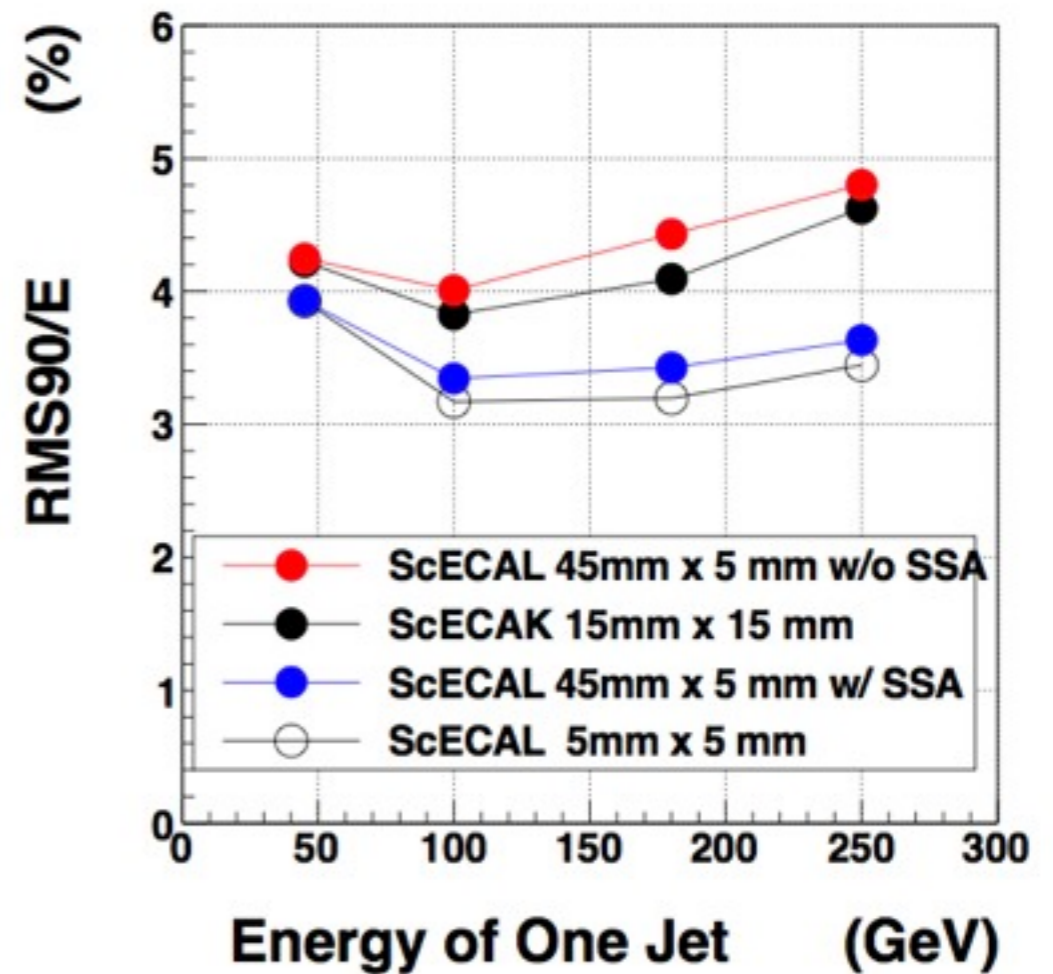 6
5
4
3
2
1
0
RMS90/E (%)
ScECAL 45mm x 5 mm w/o SSA
ScECAK 15mm x 15 mm
ScECAL 45mm x 5 mm w/ SSA
ScECAL 5mm x 5 mm
0 50 100 150 200 250 300
Energy of One Jet (GeV)